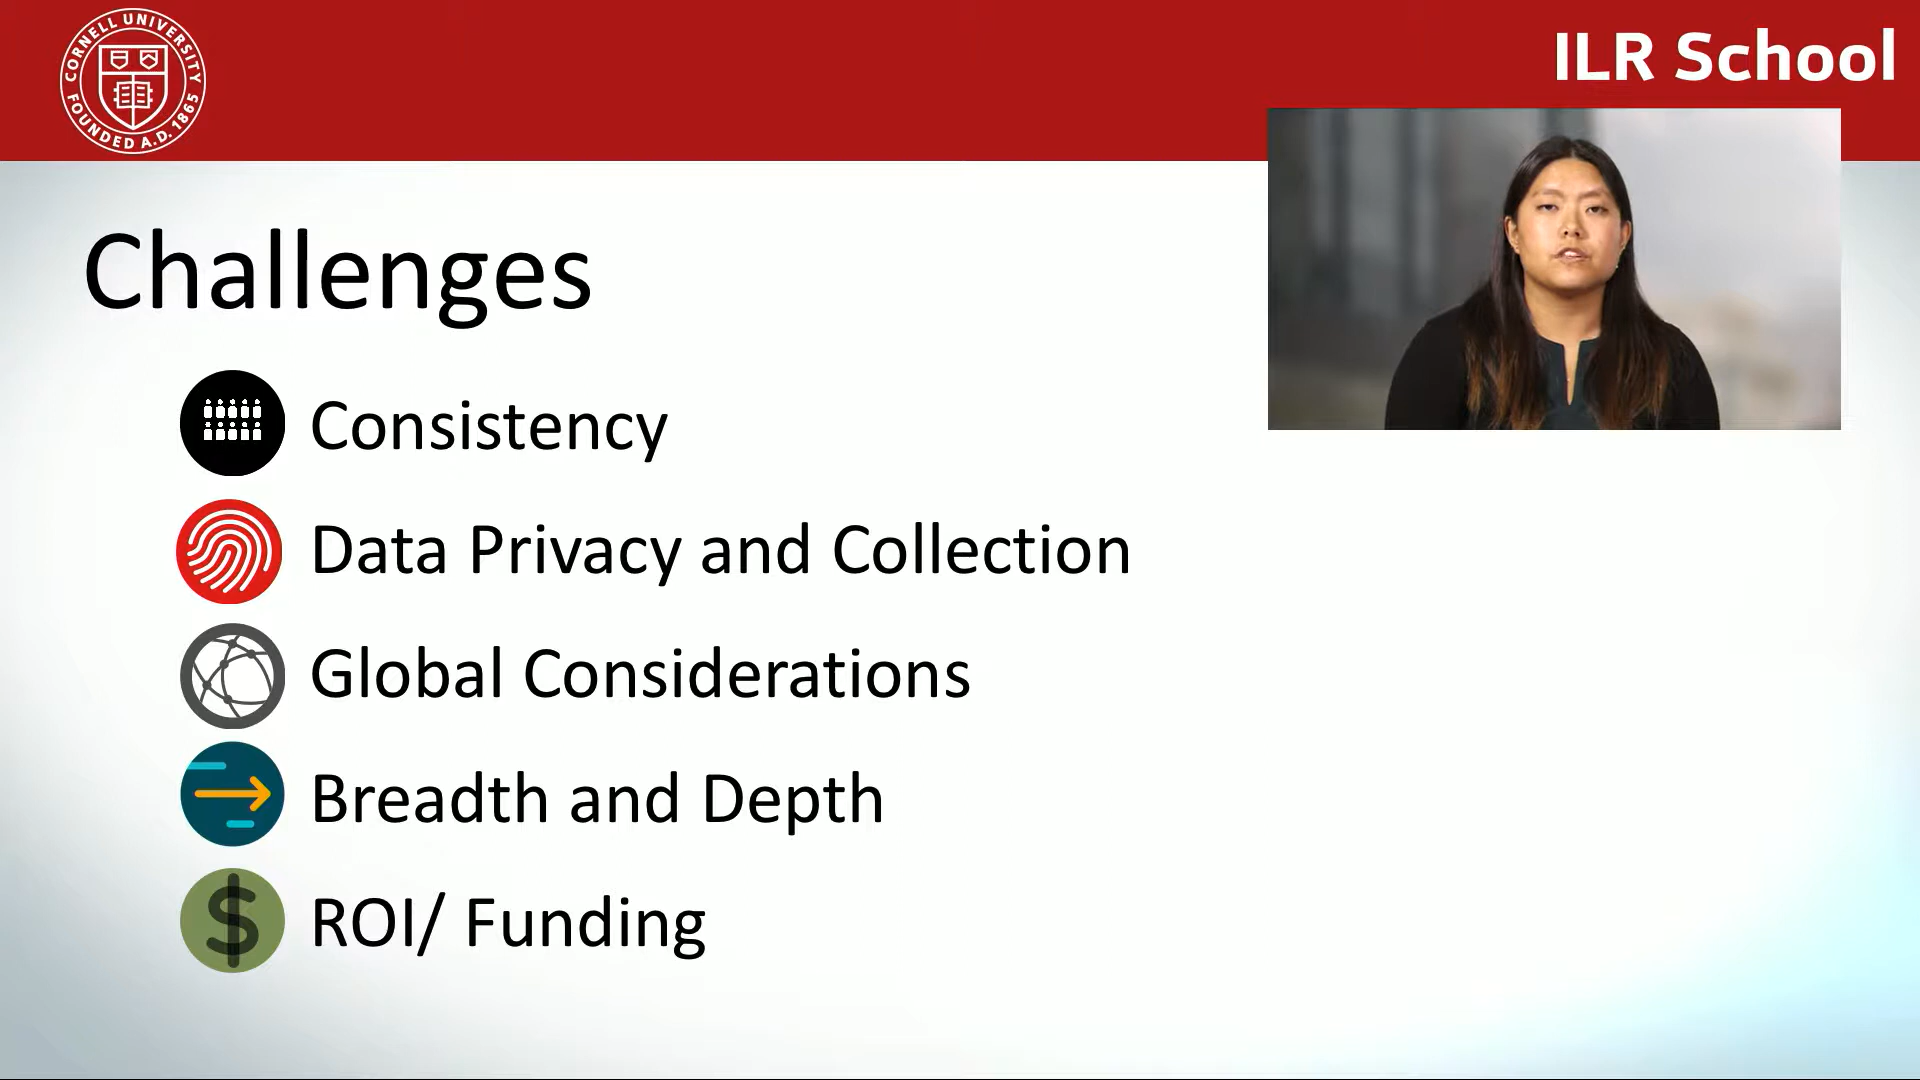 CORNELL UNIVERSITY
FOUNDED A.D. 1865
ILR School
Challenges
Consistency
Data Privacy and Collection
Global Considerations
Breadth and Depth
$
ROI/ Funding